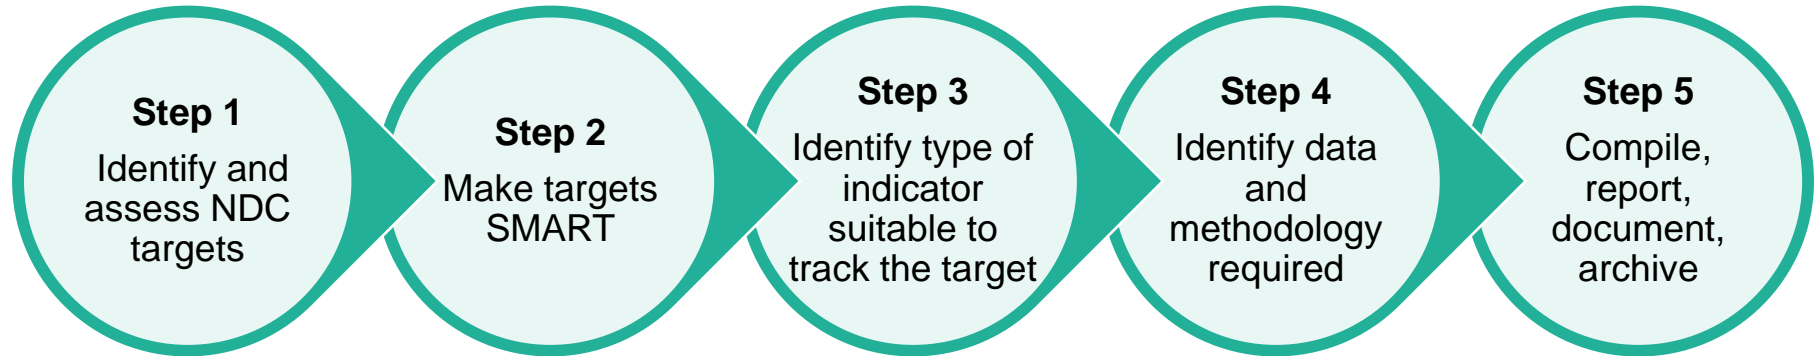 Step 1
Identify and
assess NDC
targets
Step 2
Make targets
SMART
Step 3
Identify type of
indicator
suitable to
track the target
Step 4
Identify data
and
methodology
required
Step 5
Compile,
report,
document,
archive